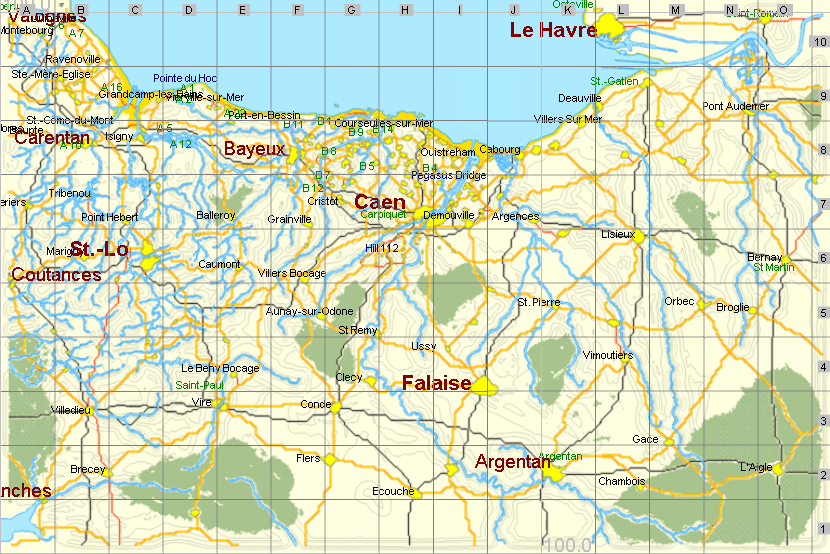 A B C D E F G H I J K L M N O
Octeville
Valognes
Le Havre
Saint-Romain
Montebourg
A 7
10
Ravenoville
Ste.-Mère-Eglise
Pointe du Hoc
St.-Gatien
A 16
A 1
Grandcamp-les-Bains
Vierville-sur-Mer
Deauville
9
Pont Audemer
Port-en-Bessin
St.-Come-du-Mont
B 1
Courseulles-sur-Mer
Villers Sur Mer
A 5
B 11
B 9
B 14
Carentan
Isigny
A 10
A 12
Bayeux
B 8
Ouistreham
Cabourg
8
B 5
B 4
B 7
Pegasus Bridge
Tribenou
B 12
Cristot
Caen
7
Point Hebert
Balleroy
Grainville
Carpiquet
Demouville
Argences
Lisieux
Marigny
St.-Lo
Hill 112
Bernay
6
St Martin
Coutances
Caumont
Villers Bocage
St. Pierre
Orbec
Broglie
Aunay-sur-Odone
5
St Remy
Ussy
Vimoutiers
4
Le Beny Bocage
Clecy
Falaise
Saint-Paul
Villedieu
Vire
Conde
3
Gace
Flers
Argentan
Argentan
Brecey
L'Aigle
2
Chambois
Ecouche
nches
1
100.0